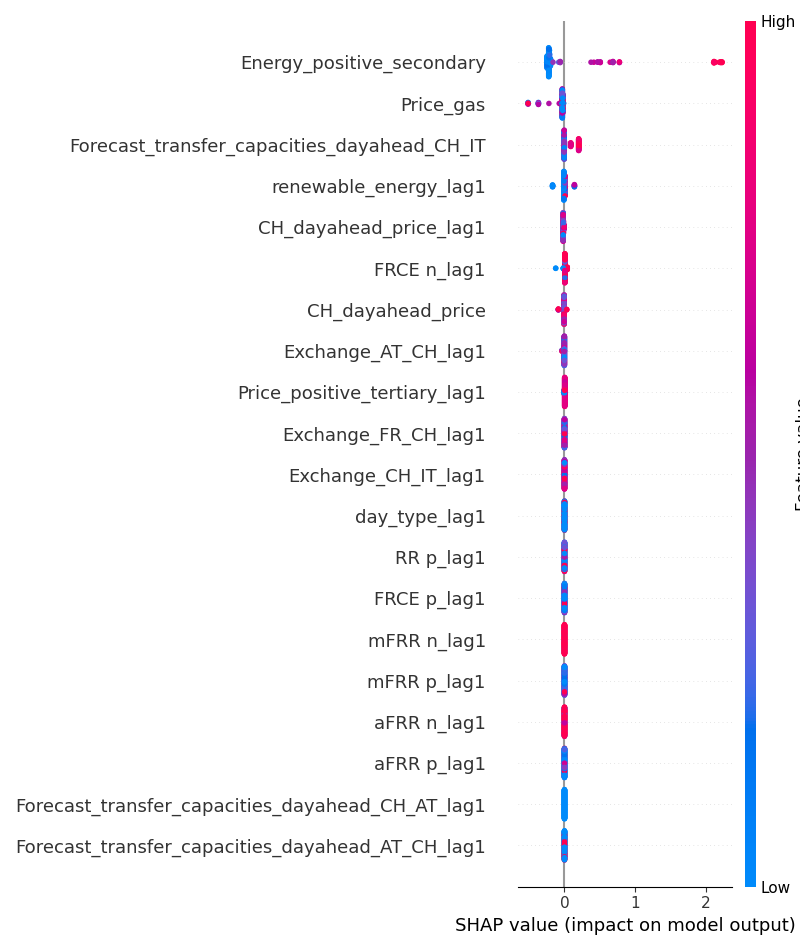 High
Energy_positive_secondary
Price_gas
Forecast_transfer_capacities_dayahead_CH_IT
renewable_energy_lag1
CH_dayahead_price_lag1
FRCE n_lag1
CH_dayahead_price
Exchange_AT_CH_lag1
Price_positive_tertiary_lag1
Exchange_FR_CH_lag1
Exchange_CH_IT_lag1
day_type_lag1
RR p_lag1
FRCE p_lag1
mFRR n_lag1
mFRR p_lag1
aFRR n_lag1
aFRR p_lag1
Forecast_transfer_capacities_dayahead_CH_AT_lag1
Forecast_transfer_capacities_dayahead_AT_CH_lag1
Low
0 1 2
SHAP value (impact on model output)
Feature value